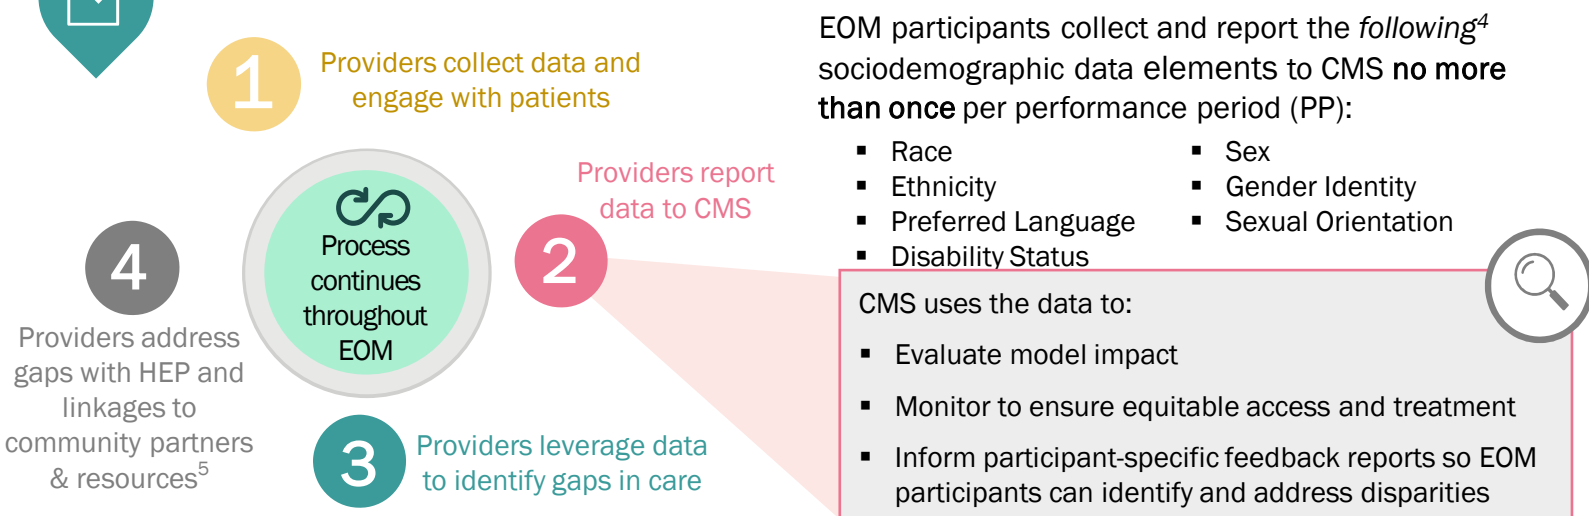 1
Providers collect data and
engage with patients
Process
continues
throughout
EOM
2
Providers report
data to CMS
3
Providers leverage data
to identify gaps in care
4
Providers address
gaps with HEP and
linkages to
community partners
& resources5
EOM participants collect and report the following4
sociodemographic data elements to CMS no more
than once per performance period (PP):
▪ Race
▪ Ethnicity
▪ Preferred Language
▪ Disability Status
▪ Sex
▪ Gender Identity
▪ Sexual Orientation
CMS uses the data to:
▪ Evaluate model impact
▪ Monitor to ensure equitable access and treatment
▪ Inform participant-specific feedback reports so EOM
participants can identify and address disparities